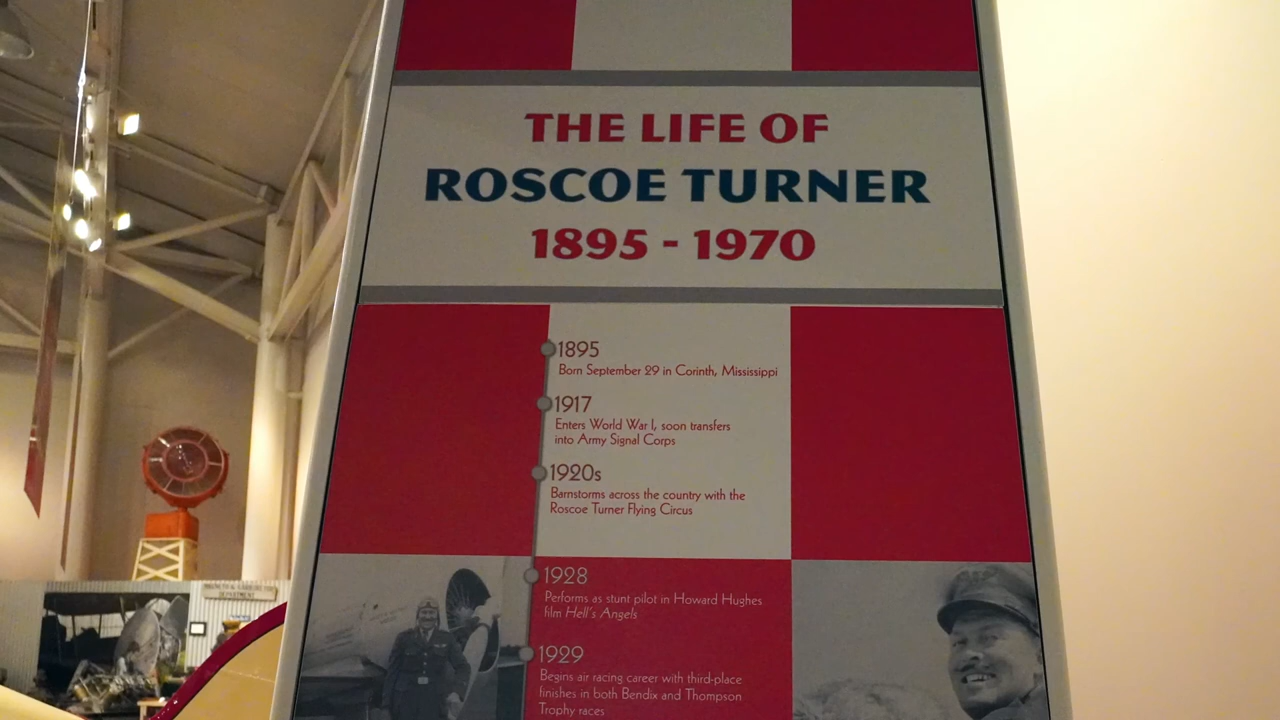 THE LIFE OF
ROSCOE TURNER
1895 - 1970
1895
Born September 29 in Corinth, Mississippi
1917
Enters World War I, soon transfers
into Army Signal Corps
1920s
Barnstorms across the country with the
Roscoe Turner Flying Circus
1928
Performs as stunt pilot in Howard Hughes
film Hell's Angels
1929
Begins air racing career with third-place
finishes in both Bendix and Thompson
Trophy races
DEPARTMENT